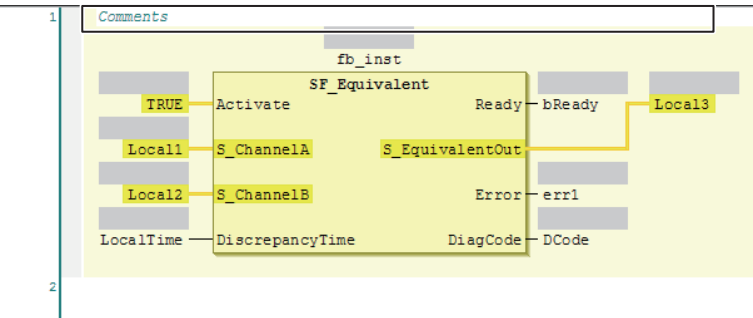 1 Comments
fb_inst
SF_Equivalent
TRUE Activate Ready bReady Local3
Local1 S_ChannelA S_EquivalentOut
Local2 S_ChannelB Error err1
LocalTime DiscrepancyTime DiagCode DCode
2